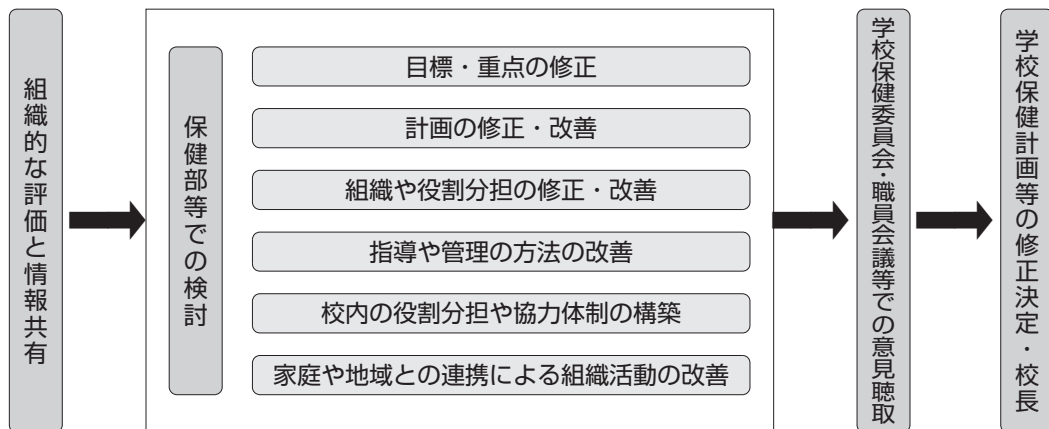 組織的な評価と情報共有
保健部等での検討
目標・重点の修正
計画の修正・改善
組織や役割分担の修正・改善
指導や管理の方法の改善
校内の役割分担や協力体制の構築
家庭や地域との連携による組織活動の改善
学校保健委員会・職員会議等での意見聴取
学校保健計画等の修正決定・校長